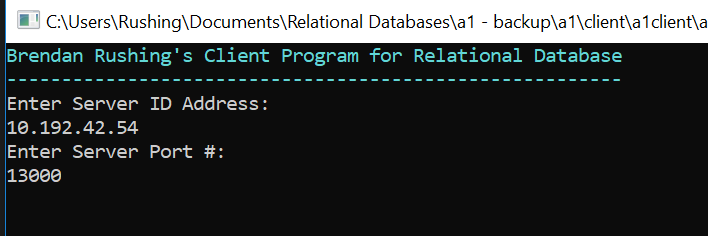 C:\Users\Rushing\Documents\Relational Databases\a1 - backup\a1\client\a1client\a
Brendan Rushing's Client Program for Relational Database
--------------------------------------------------------
Enter Server ID Address:
10.192.42.54
Enter Server Port #:
13000